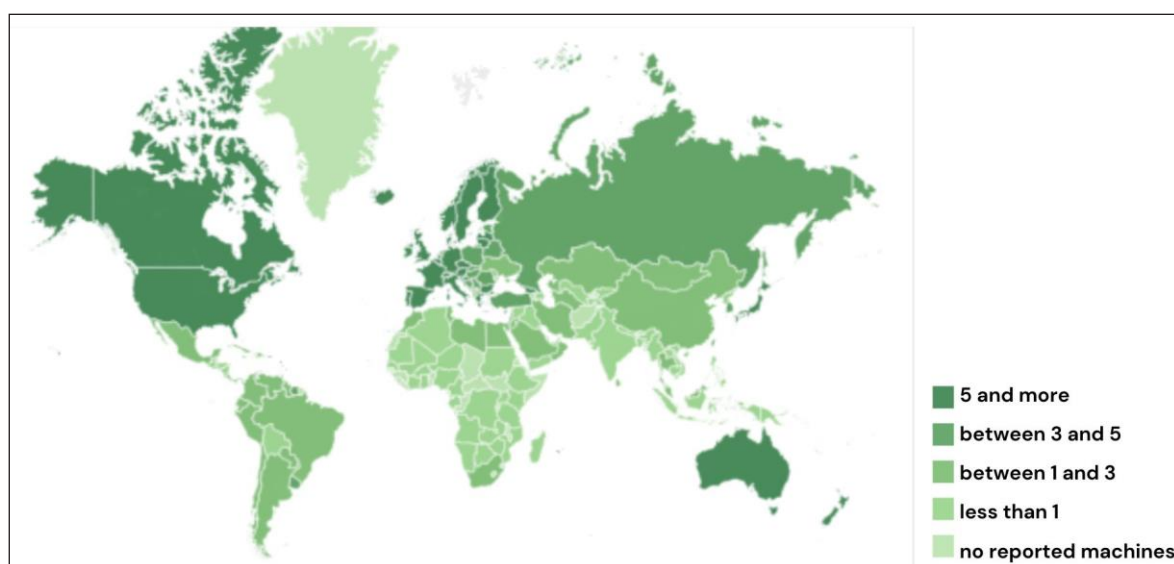 5 and more
between 3 and 5
between 1 and 3
less than 1
no reported machines